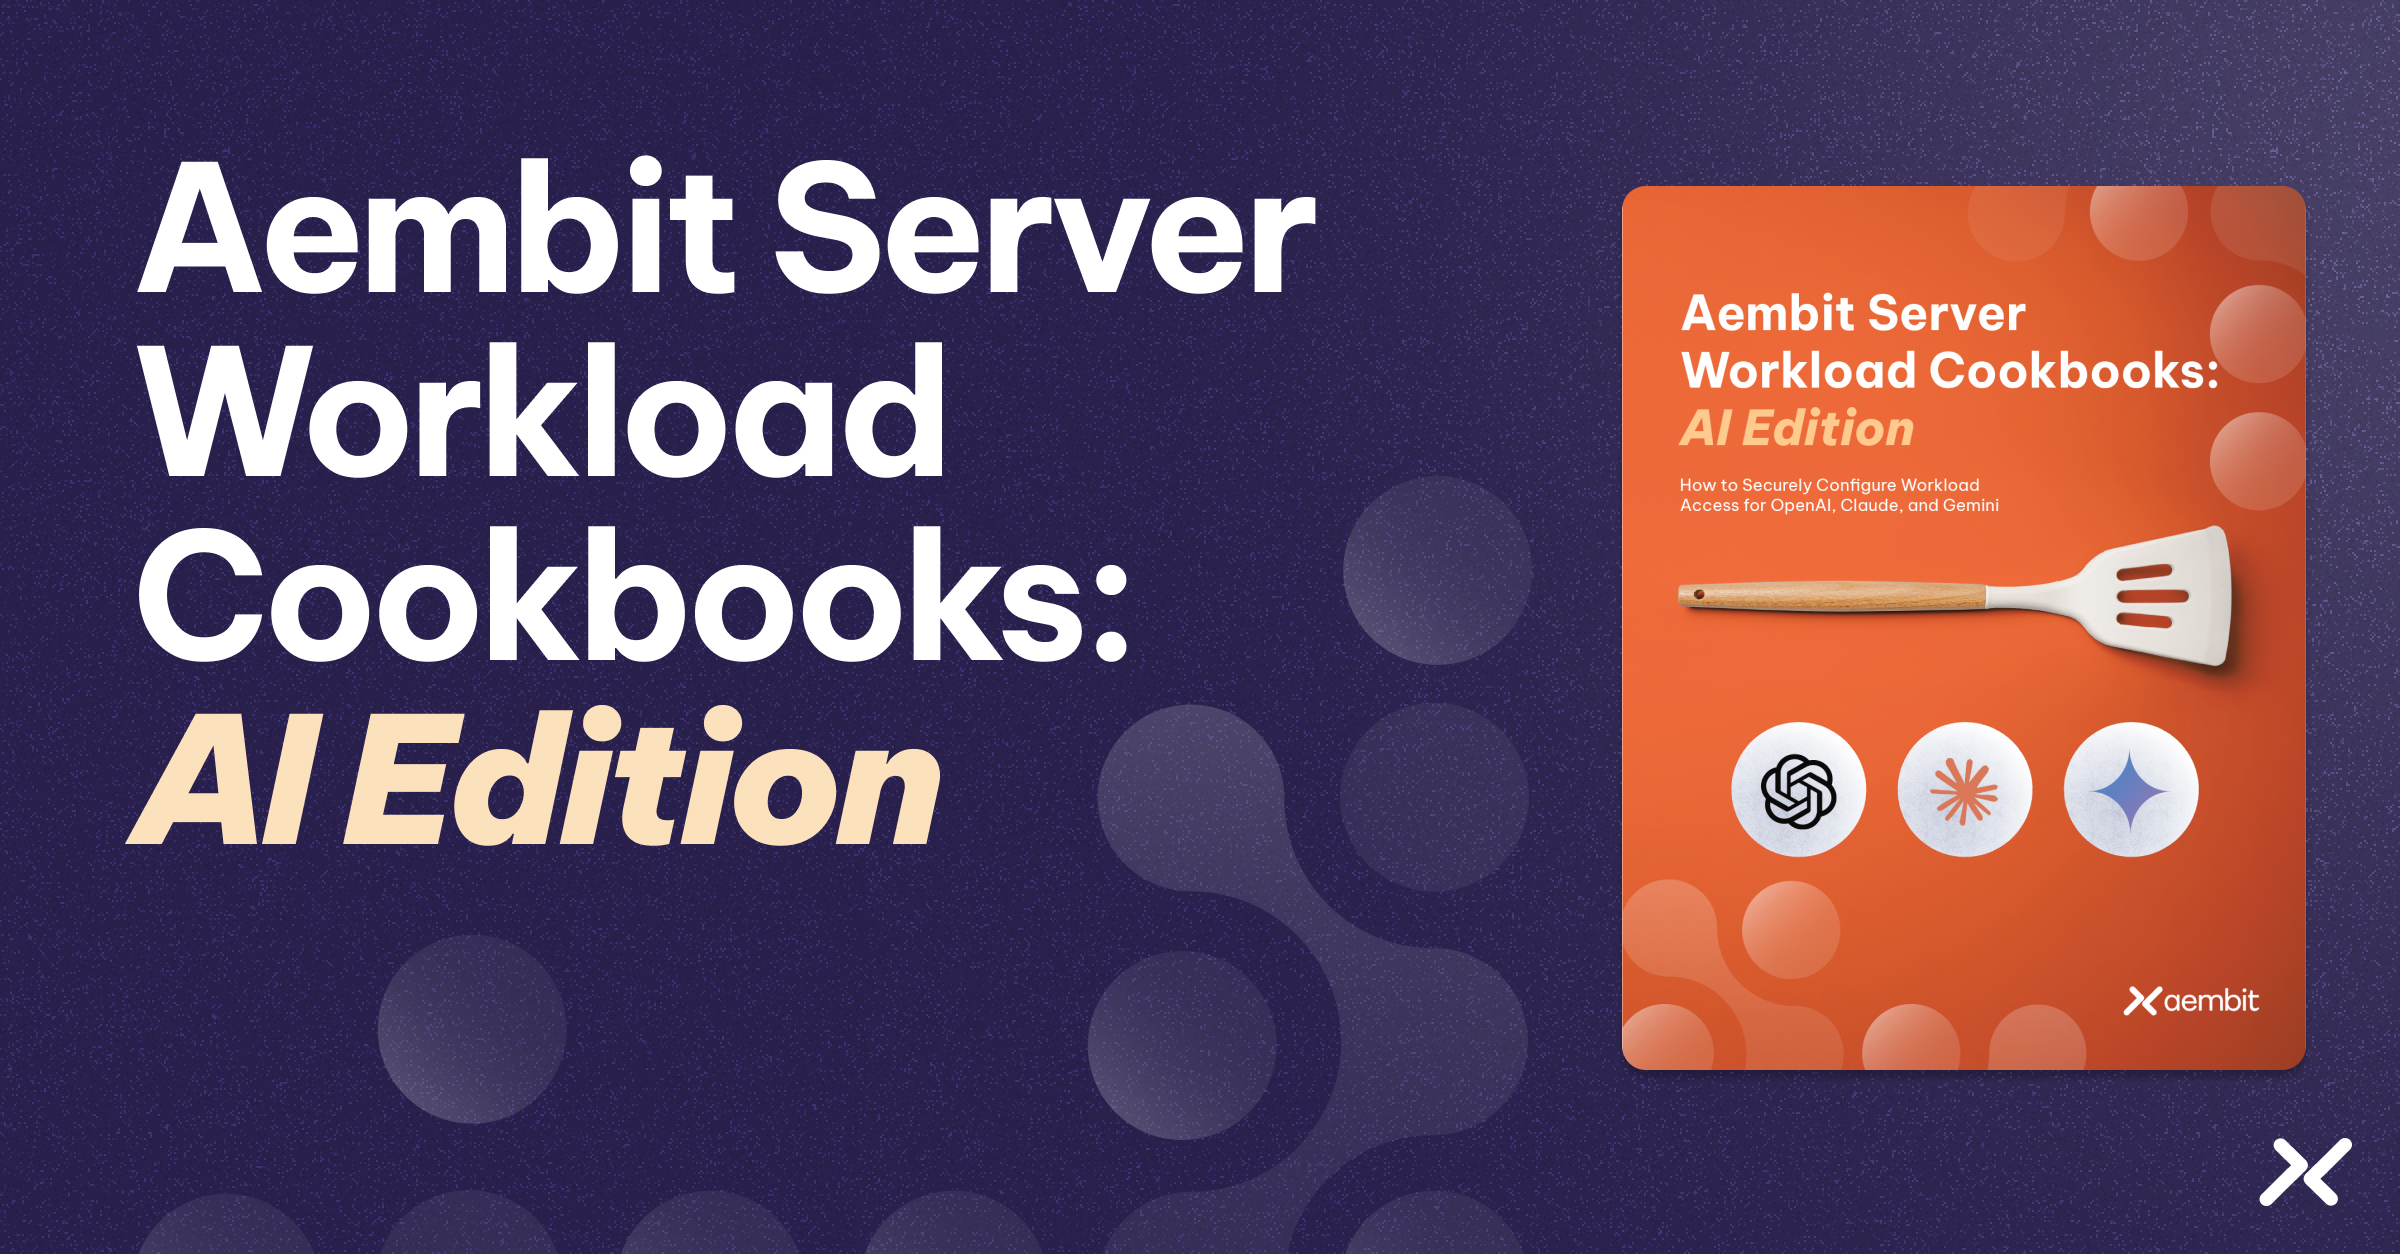 Aembit Server
Workload
Cookbooks:
AI Edition
Aembit Server
Workload Cookbooks:
AI Edition
How to Securely Configure Workload
Access for OpenAI, Claude, and Gemini
aembit